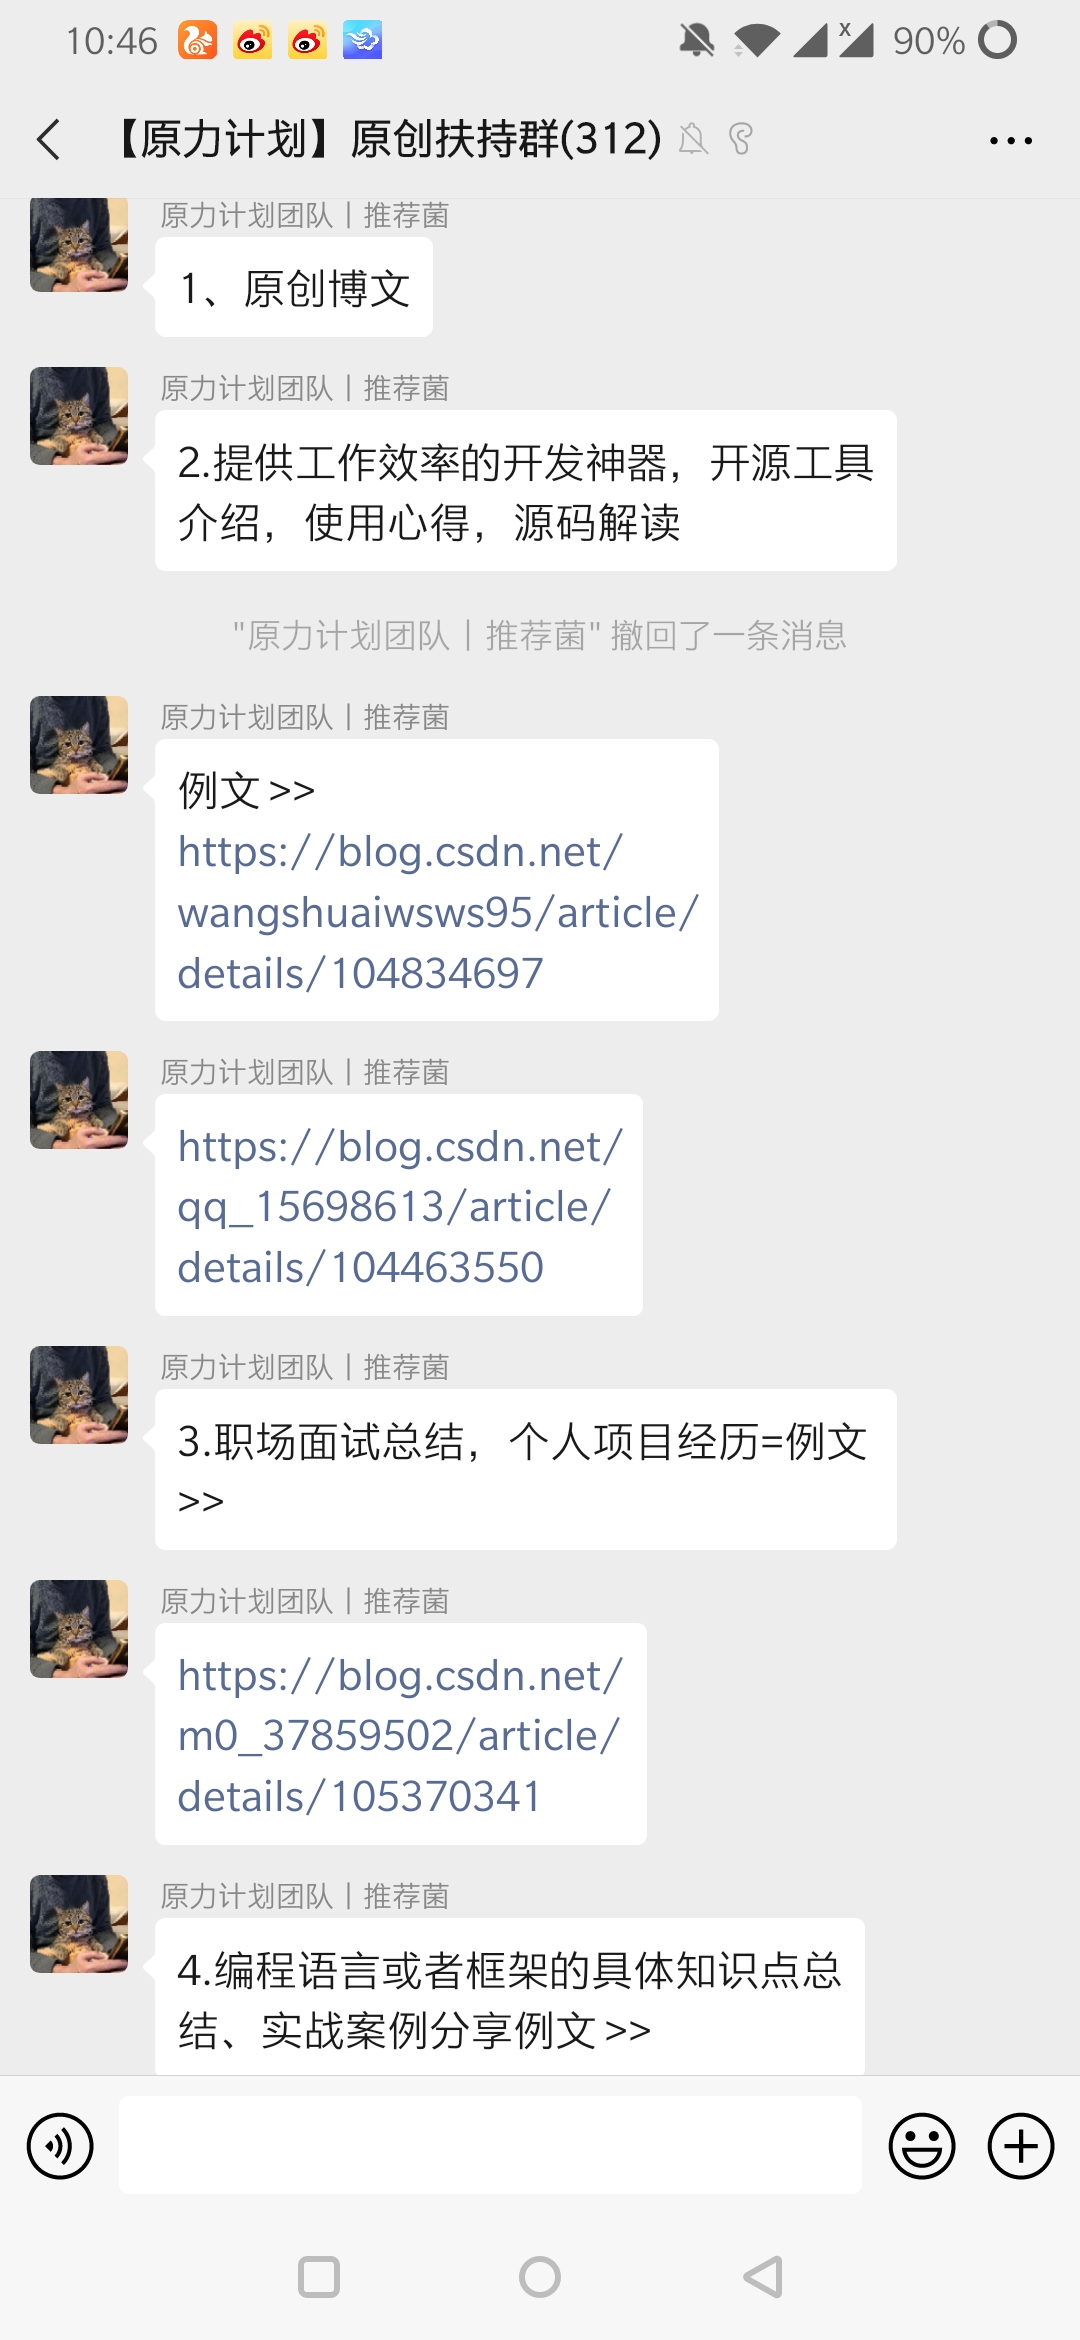 10:46
x
90%
【原力计划】原创扶持群(312)
原力计划团队丨推荐菌
1、原创博文
原力计划团队丨推荐菌
2.提供工作效率的开发神器，开源工具
介绍，使用心得，源码解读
"原力计划团队丨推荐菌" 撤回了一条消息
原力计划团队丨推荐菌
例文 >>
https://blog.csdn.net/
wangshuaiwsws95/article/
details/104834697
原力计划团队丨推荐菌
https://blog.csdn.net/
qq_15698613/article/
details/104463550
原力计划团队丨推荐菌
3.职场面试总结，个人项目经历=例文
>>
原力计划团队丨推荐菌
https://blog.csdn.net/
m0_37859502/article/
details/105370341
原力计划团队丨推荐菌
4.编程语言或者框架的具体知识点总
结、实战案例分享例文 >>